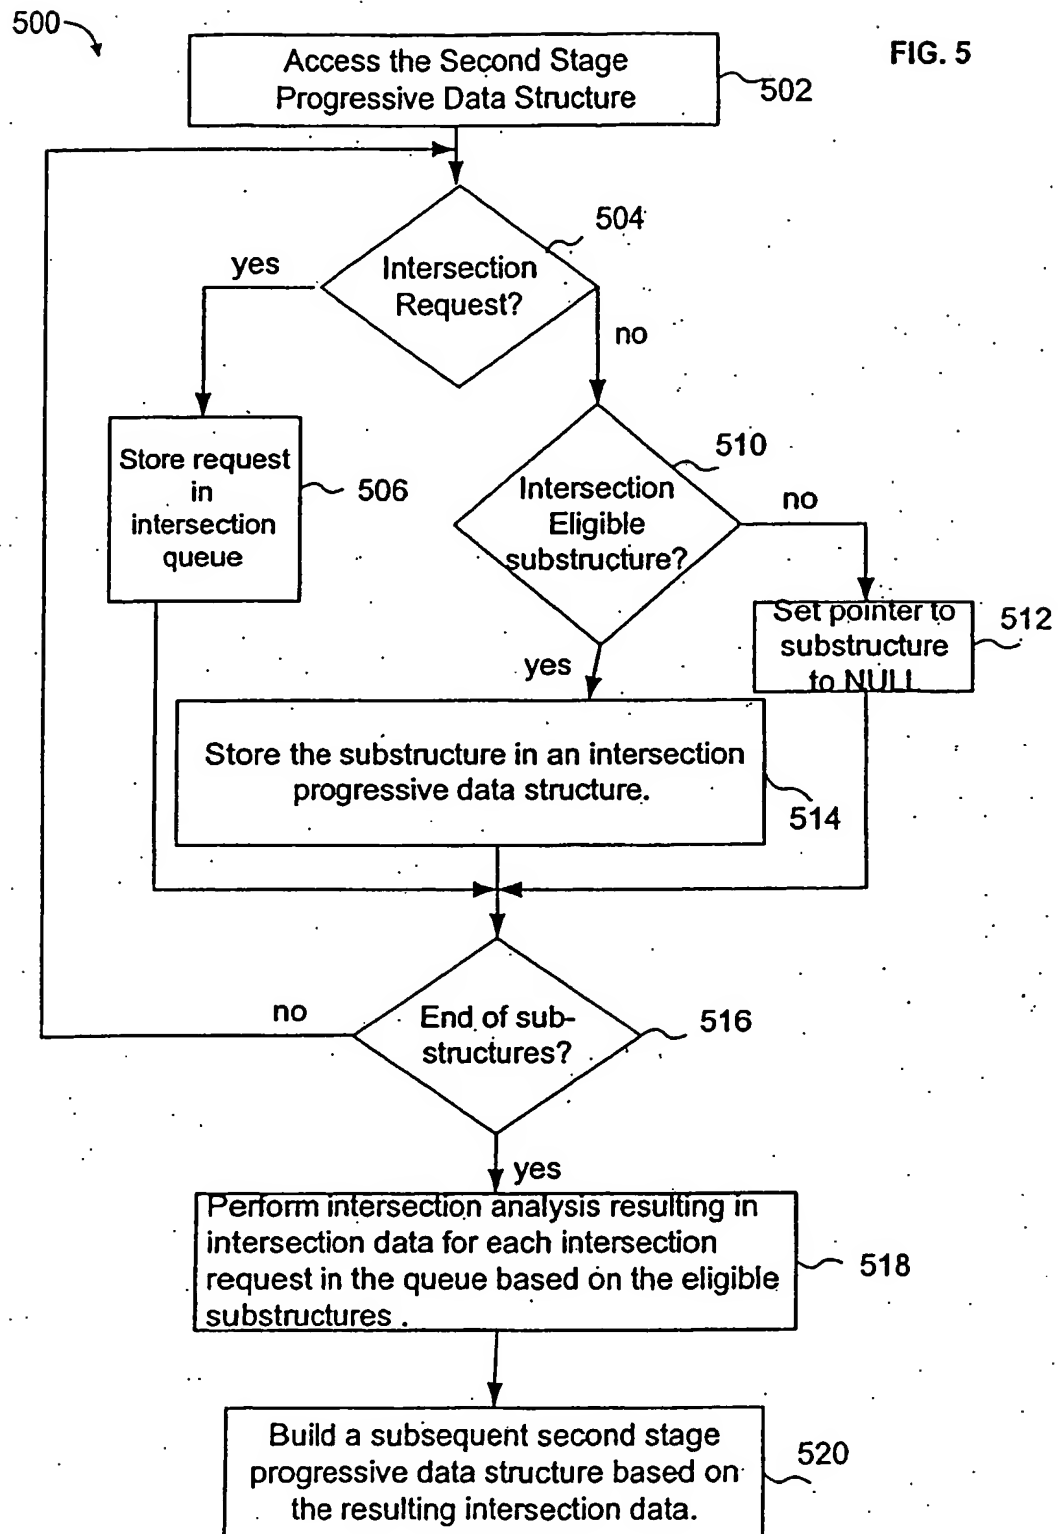 500
FIG. 5
Access the Second Stage
Progressive Data Structure
502
504
Intersection
Request?
yes
no
Store request
in
intersection
queue
506
510
Intersection
Eligible
substructure?
no
yes
Set pointer to
substructure
to NULL
512
Store the substructure in an intersection
progressive data structure.
514
End of sub-
structures?
516
no
yes
Perform intersection analysis resulting in
intersection data for each intersection
request in the queue based on the eligible
substructures .
518
Build a subsequent second stage
progressive data structure based on
the resulting intersection data.
520